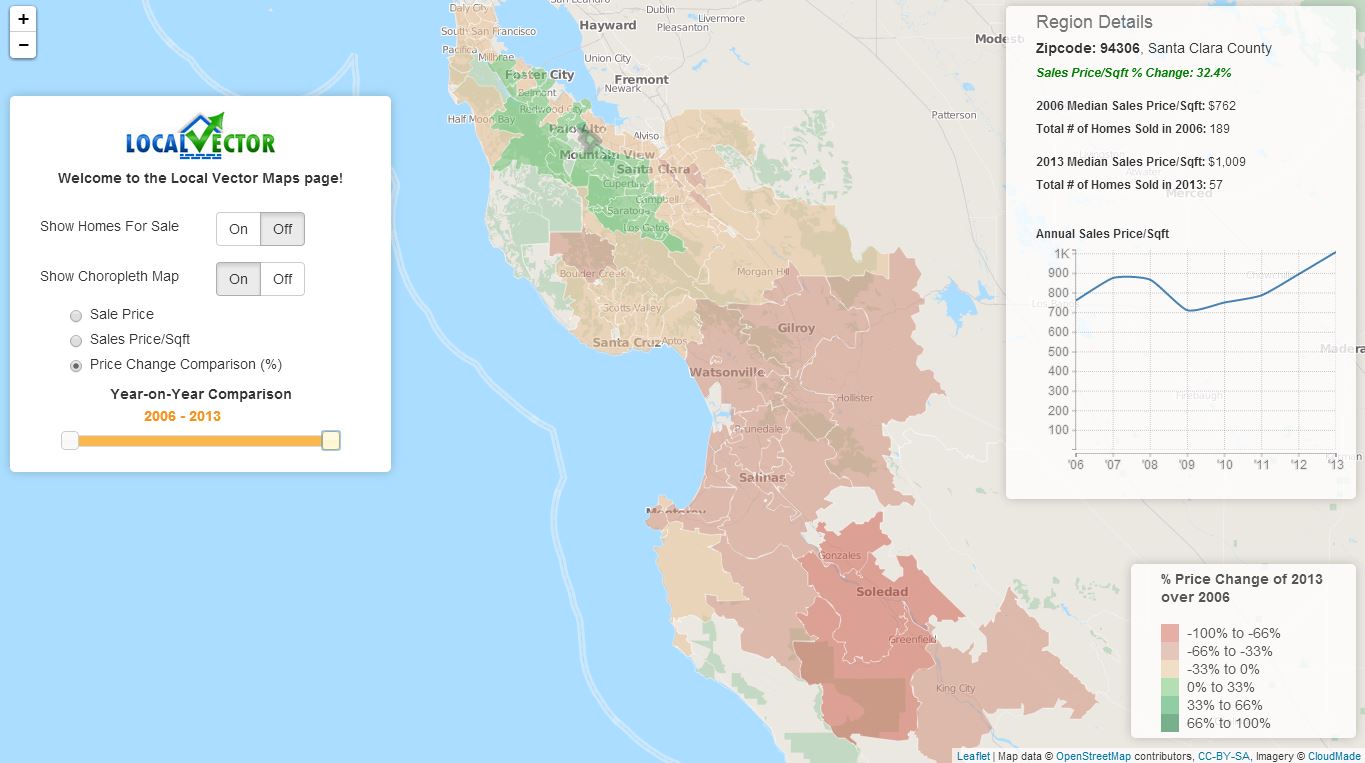 +
−
LOCALVECTOR
Welcome to the Local Vector Maps page!
Show Homes For Sale
On Off
Show Choropleth Map
On Off
Sale Price
Sales Price/Sqft
Price Change Comparison (%)
Year-on-Year Comparison
2006 - 2013
Daly City
South San Francisco
Pacifica
Millbrae
Hayward
Dublin
Livermore
Pleasanton
Union City
Foster City
Fremont
Newark
Belmont
Redwood City
Half Moon Bay
Palo Alto
Alviso
Mountain View
Santa Clara
Cupertino
Campbell
Saratoga
Los Gatos
Patterson
Boulder Creek
Morgan Hill
Scotts Valley
Santa Cruz
Aptos
Gilroy
Watsonville
Hollister
Prunedale
Salinas
Monterey
Gonzales
Soledad
Greenfield
King City
Region Details
Zipcode: 94306, Santa Clara County
Sales Price/Sqft % Change: 32.4%
2006 Median Sales Price/Sqft: $762
Total # of Homes Sold in 2006: 189
2013 Median Sales Price/Sqft: $1,009
Total # of Homes Sold in 2013: 57
Merced
Annual Sales Price/Sqft
1K
900
800
700
600
500
400
300
200
100
'06 '07 '08 '09 '10 '11 '12 '13
Firebaugh
% Price Change of 2013
over 2006
-100% to -66%
-66% to -33%
-33% to 0%
0% to 33%
33% to 66%
66% to 100%
Leaflet | Map data © OpenStreetMap contributors, CC-BY-SA, Imagery © CloudMade